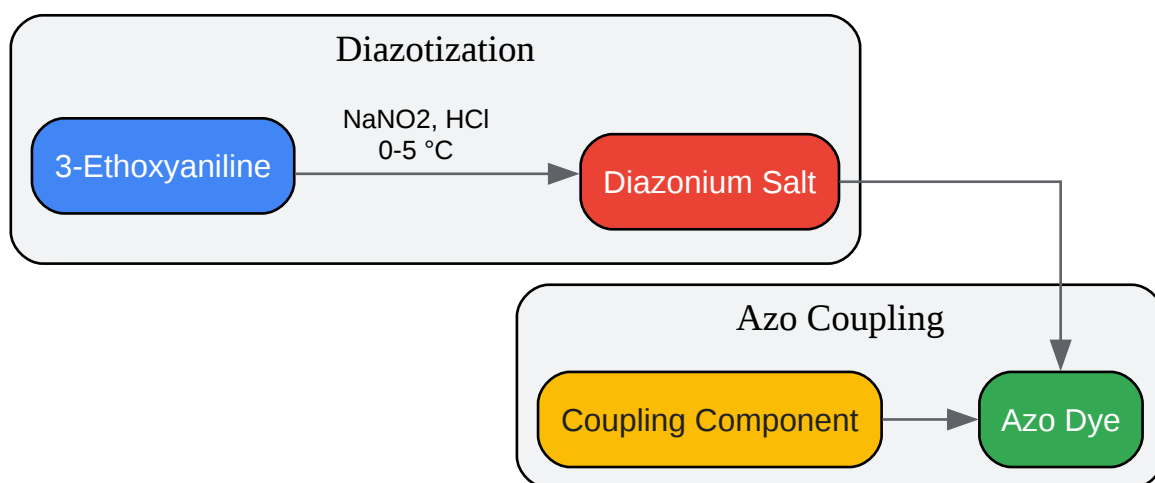 Diazotization
NaNO2, HCl
0-5 °C
3-Ethoxyaniline
Diazonium Salt
Azo Coupling
Coupling Component
Azo Dye